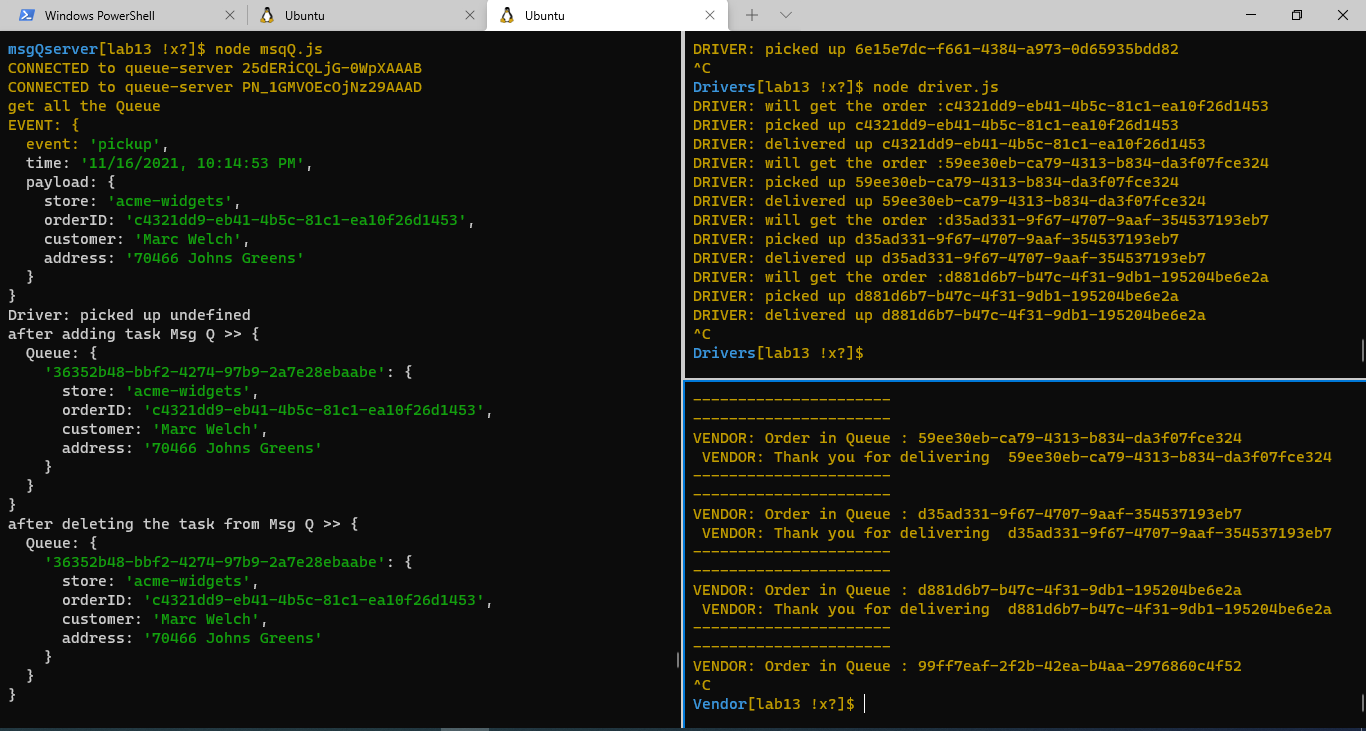 Windows PowerShell
Ubuntu
Ubuntu
msgQserver[lab13 !x?]$ node msqQ.js
CONNECTED to queue-server 25dERiCQLjG-0WpXAAAB
CONNECTED to queue-server PN_1GMVOEcOjNz29AAAD
get all the Queue
EVENT: {
  event: 'pickup',
  time: '11/16/2021, 10:14:53 PM',
  payload: {
    store: 'acme-widgets',
    orderID: 'c4321dd9-eb41-4b5c-81c1-ea10f26d1453',
    customer: 'Marc Welch',
    address: '70466 Johns Greens'
  }
}
Driver: picked up undefined
after adding task Msg Q >> {
  Queue: {
    '36352b48-bbf2-4274-97b9-2a7e28ebaabe': {
      store: 'acme-widgets',
      orderID: 'c4321dd9-eb41-4b5c-81c1-ea10f26d1453',
      customer: 'Marc Welch',
      address: '70466 Johns Greens'
    }
  }
}
after deleting the task from Msg Q >> {
  Queue: {
    '36352b48-bbf2-4274-97b9-2a7e28ebaabe': {
      store: 'acme-widgets',
      orderID: 'c4321dd9-eb41-4b5c-81c1-ea10f26d1453',
      customer: 'Marc Welch',
      address: '70466 Johns Greens'
    }
  }
}
DRIVER: picked up 6e15e7dc-f661-4384-a973-0d65935bdd82
^C
Drivers[lab13 !x?]$ node driver.js
DRIVER: will get the order :c4321dd9-eb41-4b5c-81c1-ea10f26d1453
DRIVER: picked up c4321dd9-eb41-4b5c-81c1-ea10f26d1453
DRIVER: delivered up c4321dd9-eb41-4b5c-81c1-ea10f26d1453
DRIVER: will get the order :59ee30eb-ca79-4313-b834-da3f07fce324
DRIVER: picked up 59ee30eb-ca79-4313-b834-da3f07fce324
DRIVER: delivered up 59ee30eb-ca79-4313-b834-da3f07fce324
DRIVER: will get the order :d35ad331-9f67-4707-9aaf-354537193eb7
DRIVER: picked up d35ad331-9f67-4707-9aaf-354537193eb7
DRIVER: delivered up d35ad331-9f67-4707-9aaf-354537193eb7
DRIVER: will get the order :d881d6b7-b47c-4f31-9db1-195204be6e2a
DRIVER: picked up d881d6b7-b47c-4f31-9db1-195204be6e2a
DRIVER: delivered up d881d6b7-b47c-4f31-9db1-195204be6e2a
^C
Drivers[lab13 !x?]$
----------------------
----------------------
VENDOR: Order in Queue : 59ee30eb-ca79-4313-b834-da3f07fce324
 VENDOR: Thank you for delivering  59ee30eb-ca79-4313-b834-da3f07fce324
----------------------
----------------------
VENDOR: Order in Queue : d35ad331-9f67-4707-9aaf-354537193eb7
 VENDOR: Thank you for delivering  d35ad331-9f67-4707-9aaf-354537193eb7
----------------------
----------------------
VENDOR: Order in Queue : d881d6b7-b47c-4f31-9db1-195204be6e2a
 VENDOR: Thank you for delivering  d881d6b7-b47c-4f31-9db1-195204be6e2a
----------------------
----------------------
VENDOR: Order in Queue : 99ff7eaf-2f2b-42ea-b4aa-2976860c4f52
^C
Vendor[lab13 !x?]$